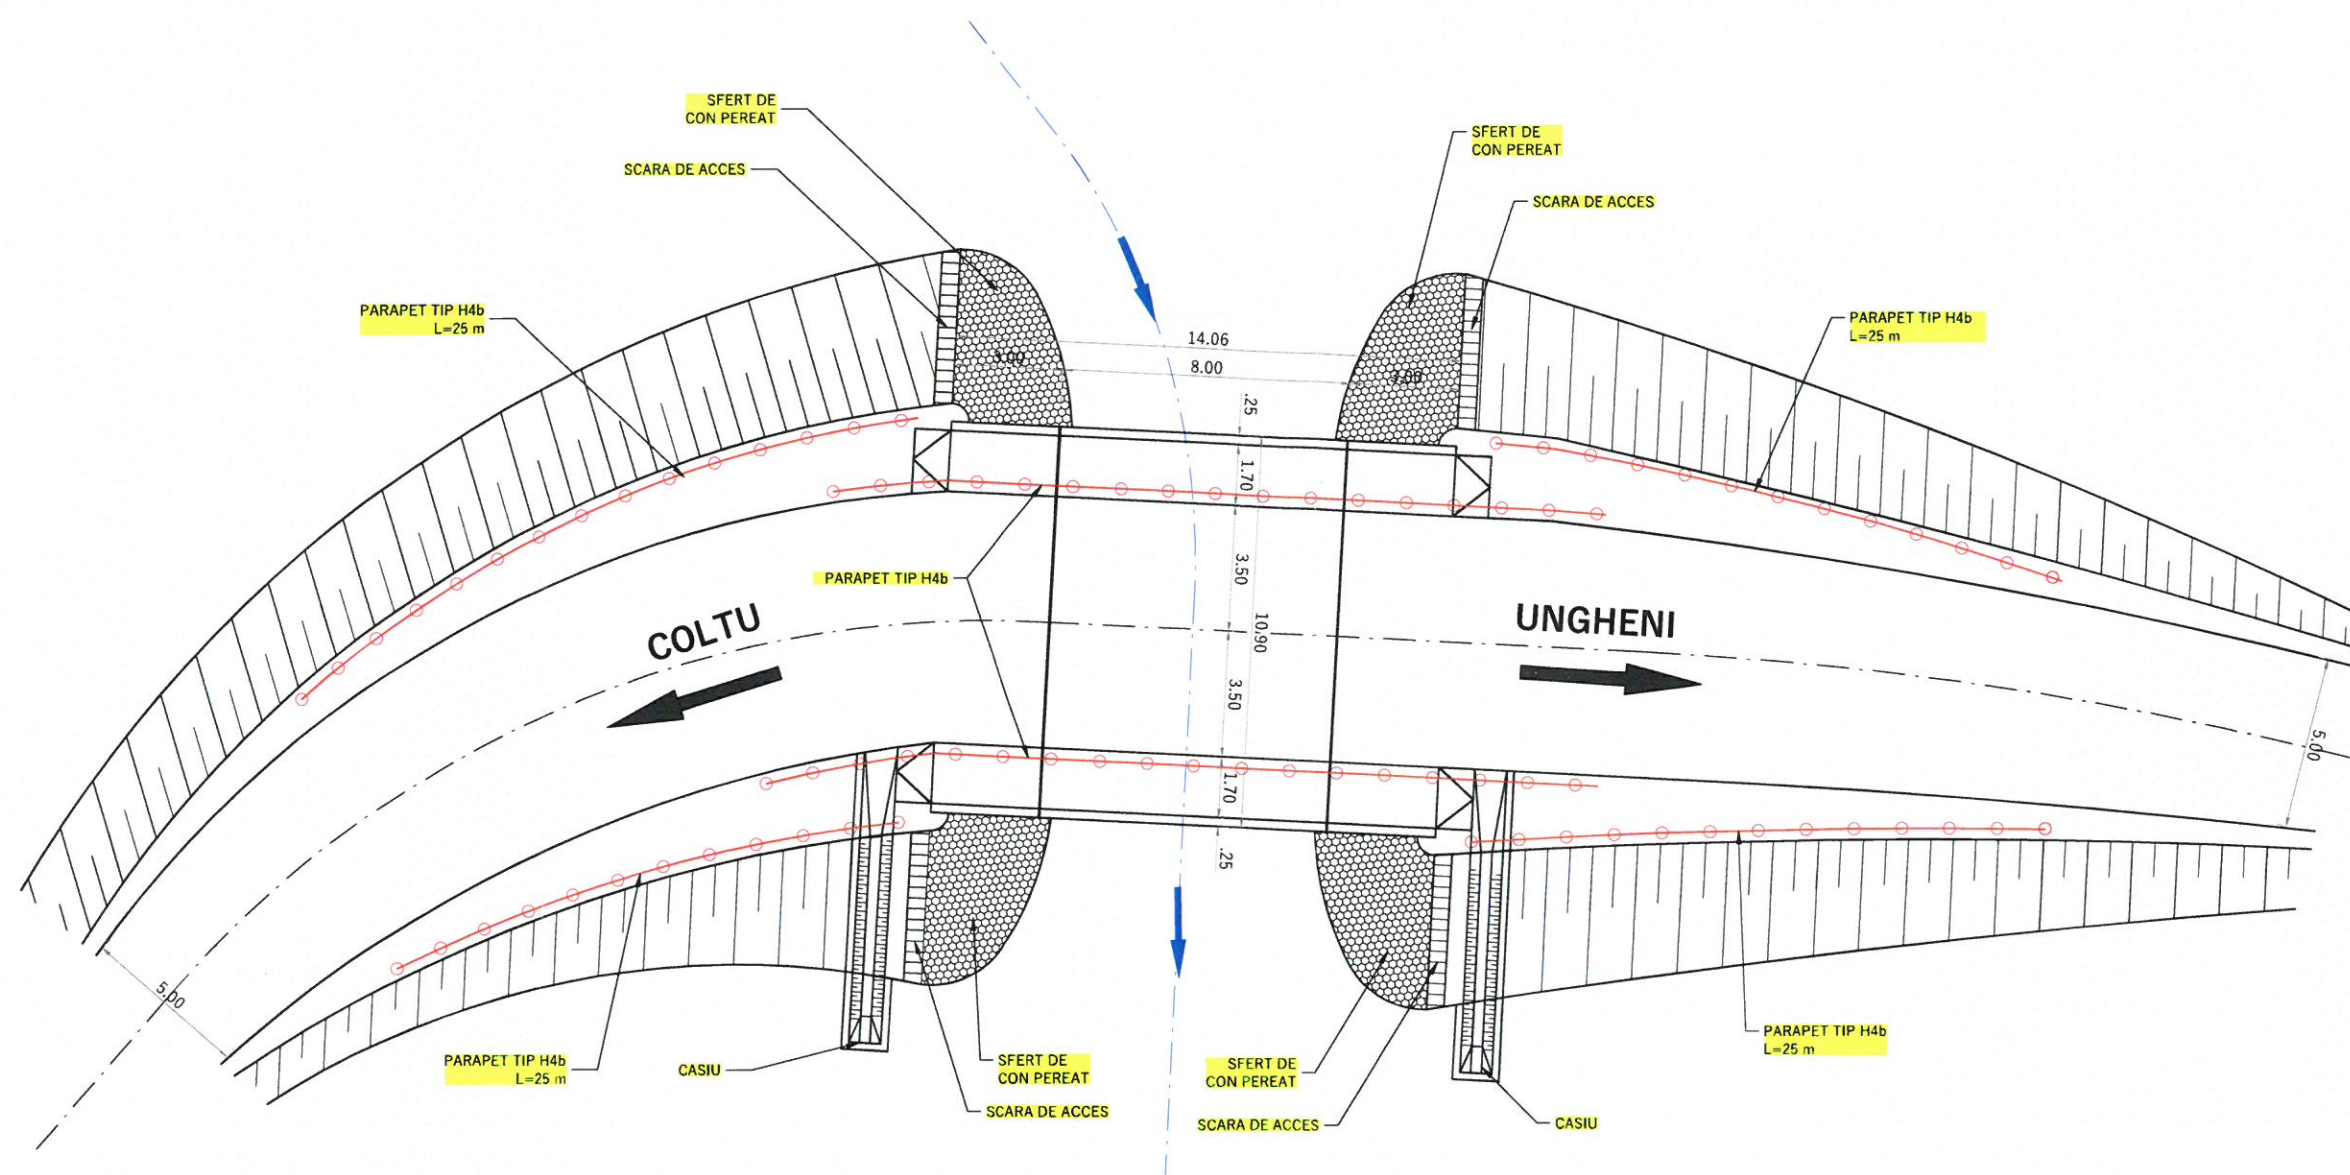 SFERT DE
CON PEREAT
SCARA DE ACCES
SFERT DE
CON PEREAT
SCARA DE ACCES
PARAPET TIP H4b
L=25 m
PARAPET TIP H4b
L=25 m
14.06
3.00
8.00
3.00
.25
1.70
3.50
10.90
3.50
1.70
.25
PARAPET TIP H4b
COLTU
UNGHENI
5.00
5.00
PARAPET TIP H4b
L=25 m
CASIU
SFERT DE
CON PEREAT
SCARA DE ACCES
SFERT DE
CON PEREAT
SCARA DE ACCES
CASIU
PARAPET TIP H4b
L=25 m